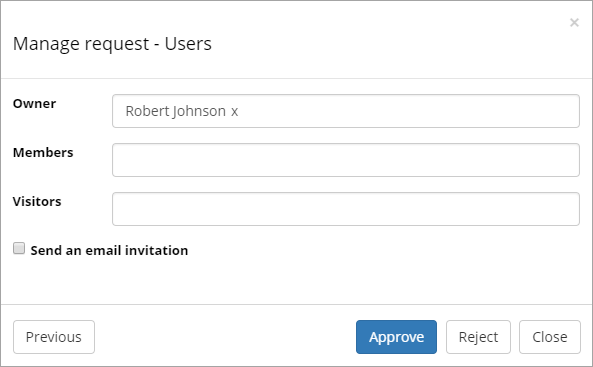 ×
Manage request - Users
Owner
Robert Johnson x
Members
Visitors
Send an email invitation
Previous
Approve
Reject
Close